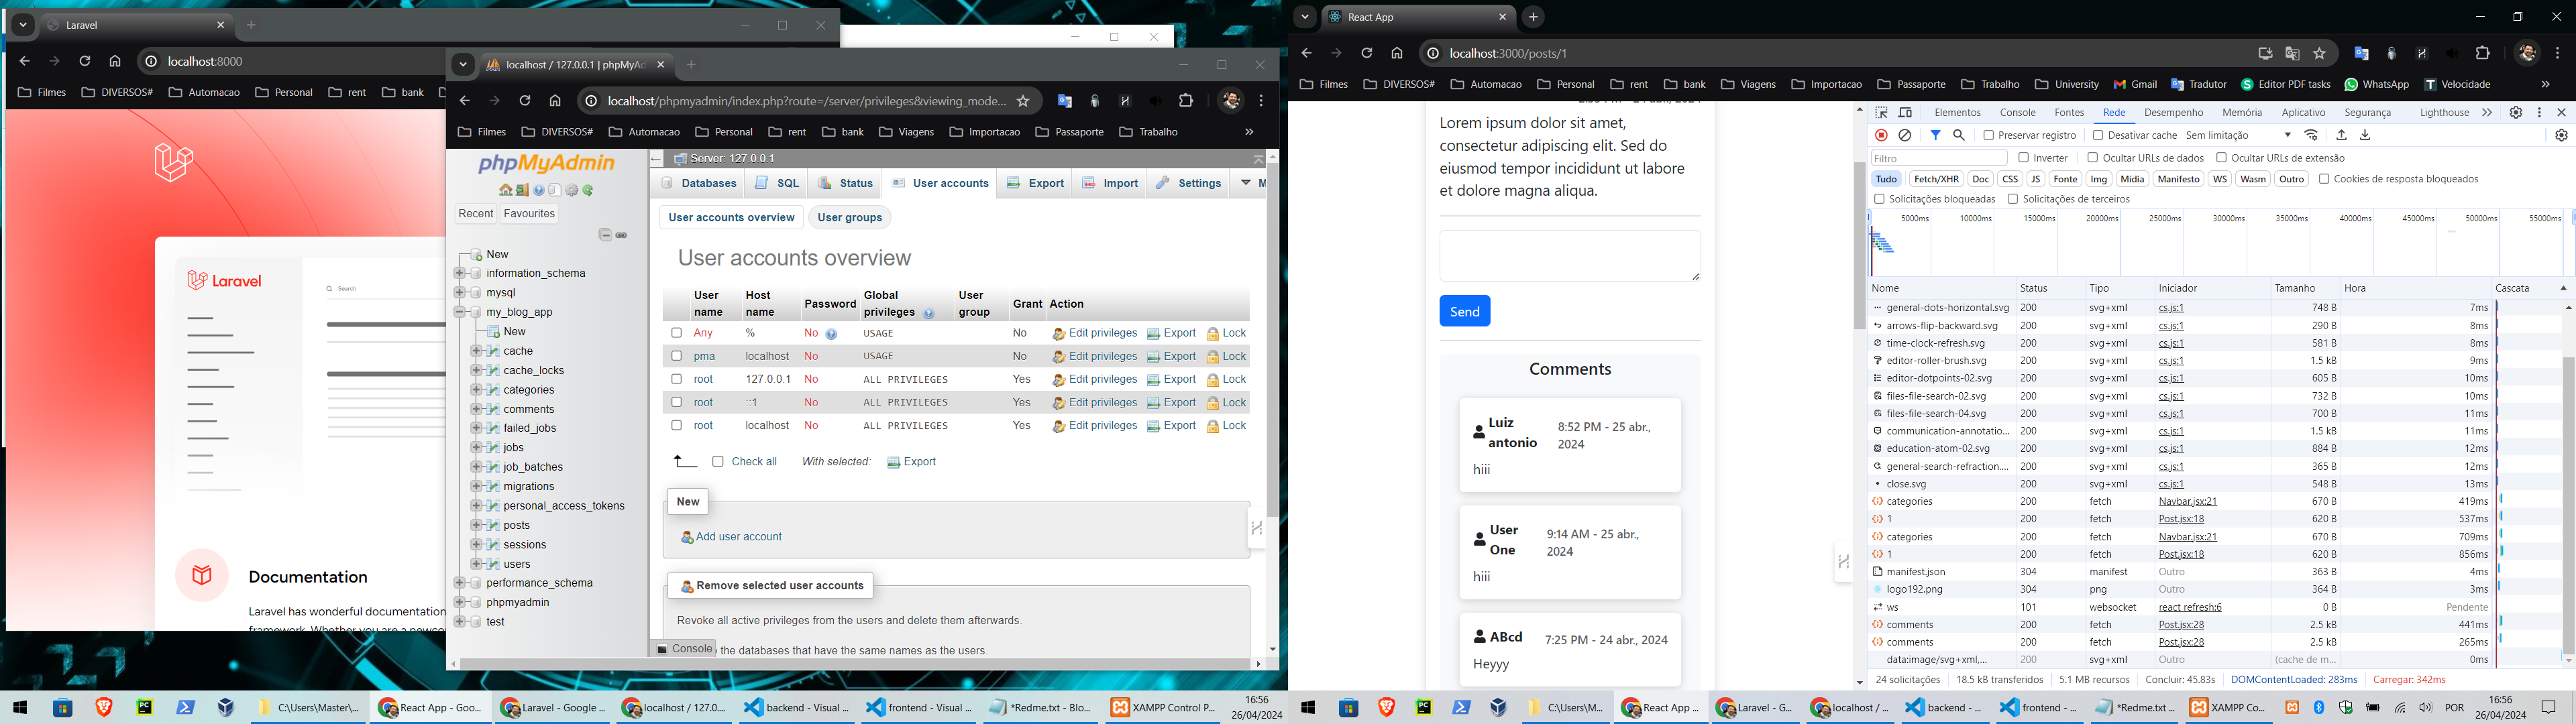 Laravel
localhost:8000
Filmes DIVERSOS# Automacao Personal rent bank
Laravel
Search
Documentation
Laravel has wonderful documentation
framework. Whether you are a newco
localhost / 127.0.0.1 | phpMyAd
localhost/phpmyadmin/index.php?route=/server/privileges&viewing_mode...
Filmes DIVERSOS# Automacao Personal rent bank Viagens Importacao Passaporte Trabalho
phpMyAdmin
Recent Favourites
New
information_schema
mysql
my_blog_app
New
cache
cache_locks
categories
comments
failed_jobs
jobs
job_batches
migrations
personal_access_tokens
posts
sessions
users
performance_schema
phpmyadmin
test
Server: 127.0.0.1
Databases SQL Status User accounts Export Import Settings M
User accounts overview User groups
User accounts overview
User name Host name Password Global privileges User group Grant Action
Any % No USAGE No Edit privileges Export Lock
pma localhost No USAGE No Edit privileges Export Lock
root 127.0.0.1 No ALL PRIVILEGES Yes Edit privileges Export Lock
root ::1 No ALL PRIVILEGES Yes Edit privileges Export Lock
root localhost No ALL PRIVILEGES Yes Edit privileges Export Lock
Check all With selected: Export
New
Add user account
Remove selected user accounts
Revoke all active privileges from the users and delete them afterwards.
Console
the databases that have the same names as the users.
React App
localhost:3000/posts/1
Filmes DIVERSOS# Automacao Personal rent bank Viagens Importacao Passaporte Trabalho University Gmail Tradutor Editor PDF tasks WhatsApp Velocidade
Lorem ipsum dolor sit amet,
consectetur adipiscing elit. Sed do
eiusmod tempor incididunt ut labore
et dolore magna aliqua.
Send
Comments
Luiz antonio 8:52 PM - 25 abr., 2024
hiii
User One 9:14 AM - 25 abr., 2024
hiii
ABcd 7:25 PM - 24 abr., 2024
Heyyy
Elementos Console Fontes Rede Desempenho Memória Aplicativo Segurança Lighthouse
Preservar registro Desativar cache Sem limitação
Filtro Inverter Ocultar URLs de dados Ocultar URLs de extensão
Tudo Fetch/XHR Doc CSS JS Fonte Img Mídia Manifesto WS Wasm Outro Cookies de resposta bloqueados
Solicitações bloqueadas Solicitações de terceiros
5000ms 10000ms 15000ms 20000ms 25000ms 30000ms 35000ms 40000ms 45000ms 50000ms 55000ms
Nome Status Tipo Iniciador Tamanho Hora Cascata
general-dots-horizontal.svg 200 svg+xml cs.js:1 748 B 7ms
arrows-flip-backward.svg 200 svg+xml cs.js:1 290 B 8ms
time-clock-refresh.svg 200 svg+xml cs.js:1 581 B 8ms
editor-roller-brush.svg 200 svg+xml cs.js:1 1.5 kB 9ms
editor-dotpoints-02.svg 200 svg+xml cs.js:1 605 B 10ms
files-file-search-02.svg 200 svg+xml cs.js:1 732 B 10ms
files-file-search-04.svg 200 svg+xml cs.js:1 700 B 11ms
communication-annotatio... 200 svg+xml cs.js:1 1.5 kB 11ms
education-atom-02.svg 200 svg+xml cs.js:1 884 B 12ms
general-search-refraction.... 200 svg+xml cs.js:1 365 B 12ms
close.svg 200 svg+xml cs.js:1 548 B 13ms
categories 200 fetch Navbar.jsx:21 670 B 419ms
1 200 fetch Post.jsx:18 620 B 537ms
categories 200 fetch Navbar.jsx:21 670 B 709ms
1 200 fetch Post.jsx:18 620 B 856ms
manifest.json 304 manifest Outro 363 B 4ms
logo192.png 304 png Outro 364 B 3ms
ws 101 websocket react refresh:6 0 B Pendente
comments 200 fetch Post.jsx:28 2.5 kB 441ms
comments 200 fetch Post.jsx:28 2.5 kB 265ms
data:image/svg+xml,... 200 svg+xml Outro (cache de m... 0ms
24 solicitações 18.5 kB transferidos 5.1 MB recursos Concluir: 45.83s DOMContentLoaded: 283ms Carregar: 342ms
C:\Users\Master\... React App - Goo... Laravel - Google ... localhost / 127.0.... backend - Visual ... frontend - Visual ... *Redme.txt - Blo... XAMPP Control P... 16:56
26/04/2024
C:\Users\M... React App ... Laravel - G... localhost / ... backend - ... frontend - ... *Redme.txt ... XAMPP Co... POR 16:56
26/04/2024